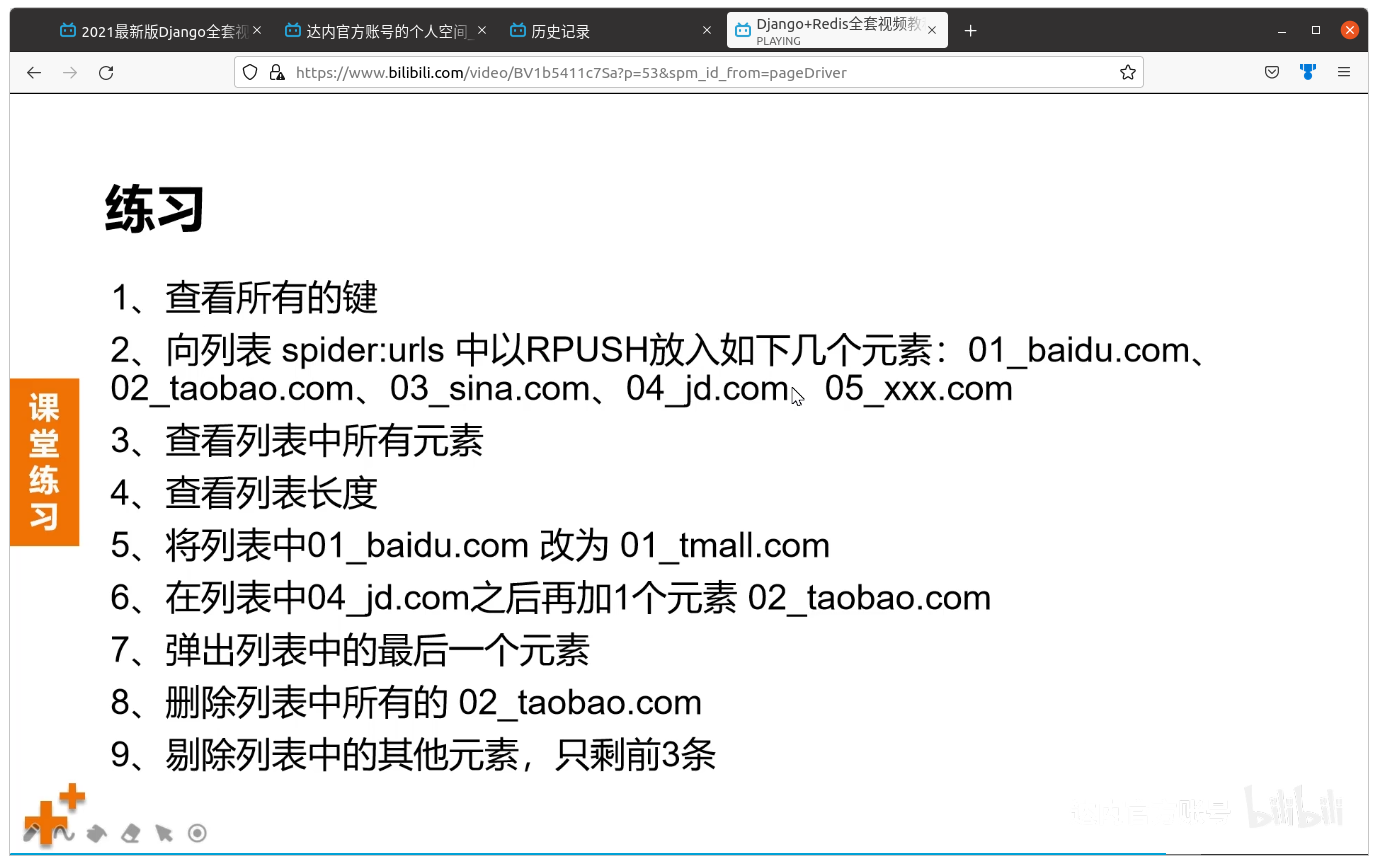 2021最新版Django全套视
达内官方账号的个人空间_
历史记录
Django+Redis全套视频教
PLAYING
https://www.bilibili.com/video/BV1b5411c7Sa?p=53&spm_id_from=pageDriver
练习
1、查看所有的键
2、向列表 spider:urls 中以RPUSH放入如下几个元素：01_baidu.com、
02_taobao.com、03_sina.com、04_jd.com、05_xxx.com
3、查看列表中所有元素
4、查看列表长度
5、将列表中01_baidu.com 改为 01_tmall.com
6、在列表中04_jd.com之后再加1个元素 02_taobao.com
7、弹出列表中的最后一个元素
8、删除列表中所有的 02_taobao.com
9、剔除列表中的其他元素，只剩前3条
课堂练习
bilibili